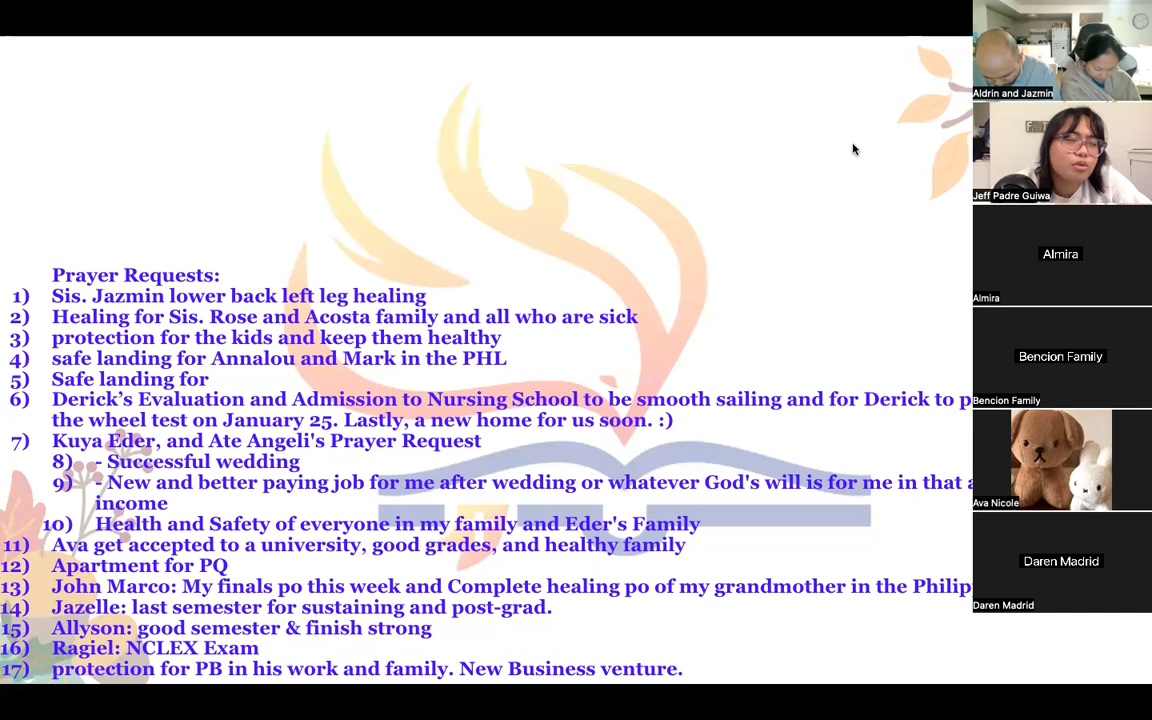 Prayer Requests:
1) Sis. Jazmin lower back left leg healing
2) Healing for Sis. Rose and Acosta family and all who are sick
3) protection for the kids and keep them healthy
4) safe landing for Annalou and Mark in the PHL
5) Safe landing for
6) Derick's Evaluation and Admission to Nursing School to be smooth sailing and for Derick to
the wheel test on January 25. Lastly, a new home for us soon. :)
7) Kuya Eder, and Ate Angeli's Prayer Request
8) - Successful wedding
9) - New and better paying job for me after wedding or whatever God's will is for me in that
income
10) Health and Safety of everyone in my family and Eder's Family
11) Ava get accepted to a university, good grades, and healthy family
12) Apartment for PQ
13) John Marco: My finals po this week and Complete healing po of my grandmother in the
14) Jazelle: last semester for sustaining and post-grad.
15) Allyson: good semester & finish strong
16) Ragiel: NCLEX Exam
17) protection for PB in his work and family. New Business venture.
Aldrin and Jazmin
Jeff Padre Guiwa
Almira
Almira
Bencion Family
Bencion Family
Ava Nicole
Daren Madrid
Daren Madrid